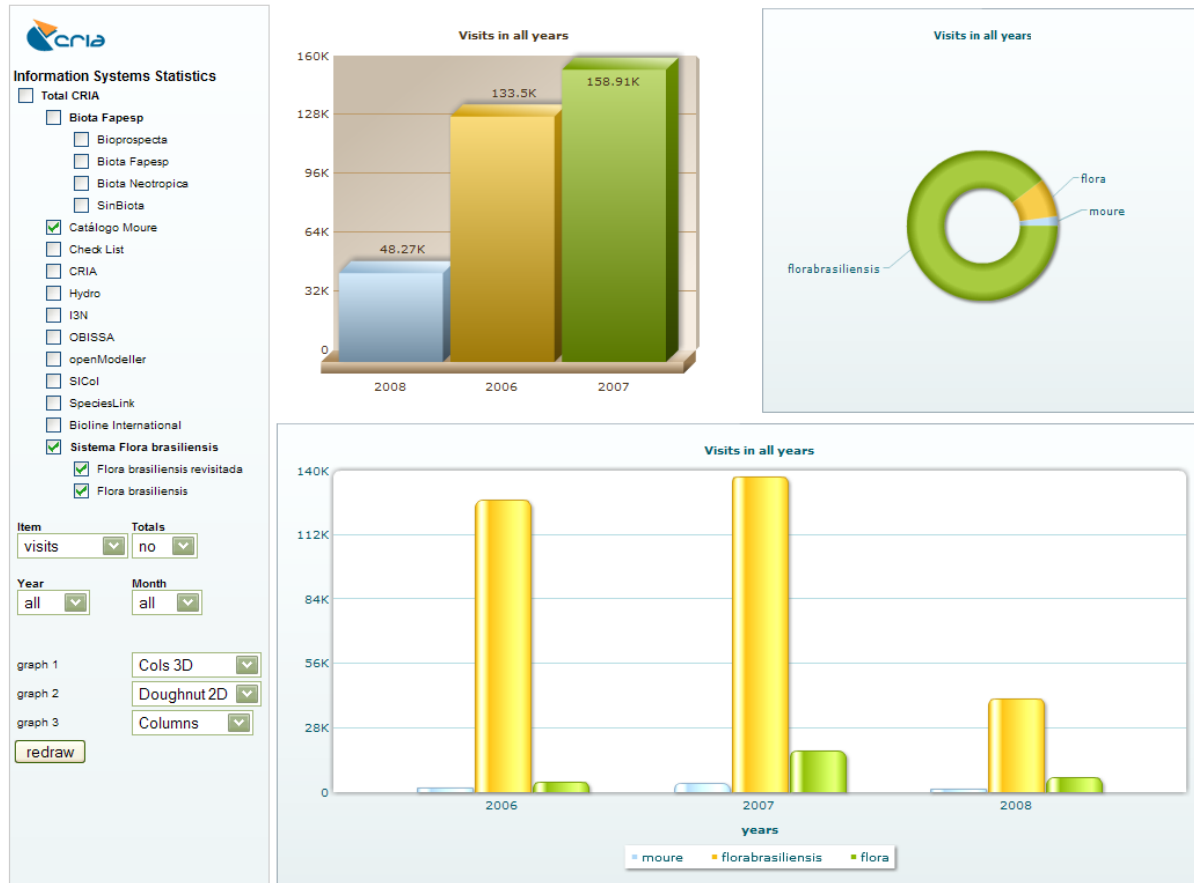 cria
Information Systems Statistics
Total CRIA
Biota Fapesp
Bioprospecta
Biota Fapesp
Biota Neotropica
SinBiota
Catálogo Moure
Check List
CRIA
Hydro
I3N
OBISSA
openModeller
SICol
SpeciesLink
Bioline International
Sistema Flora brasiliensis
Flora brasiliensis revisitada
Flora brasiliensis
Item Totals
visits no
Year Month
all all
graph 1 Cols 3D
graph 2 Doughnut 2D
graph 3 Columns
redraw
Visits in all years
160K
128K
96K
64K
32K
0
48.27K
133.5K
158.91K
2008 2006 2007
Visits in all years
flora
moure
florabrasiliensis
Visits in all years
140K
112K
84K
56K
28K
0
2006 2007 2008
years
moure florabrasiliensis flora